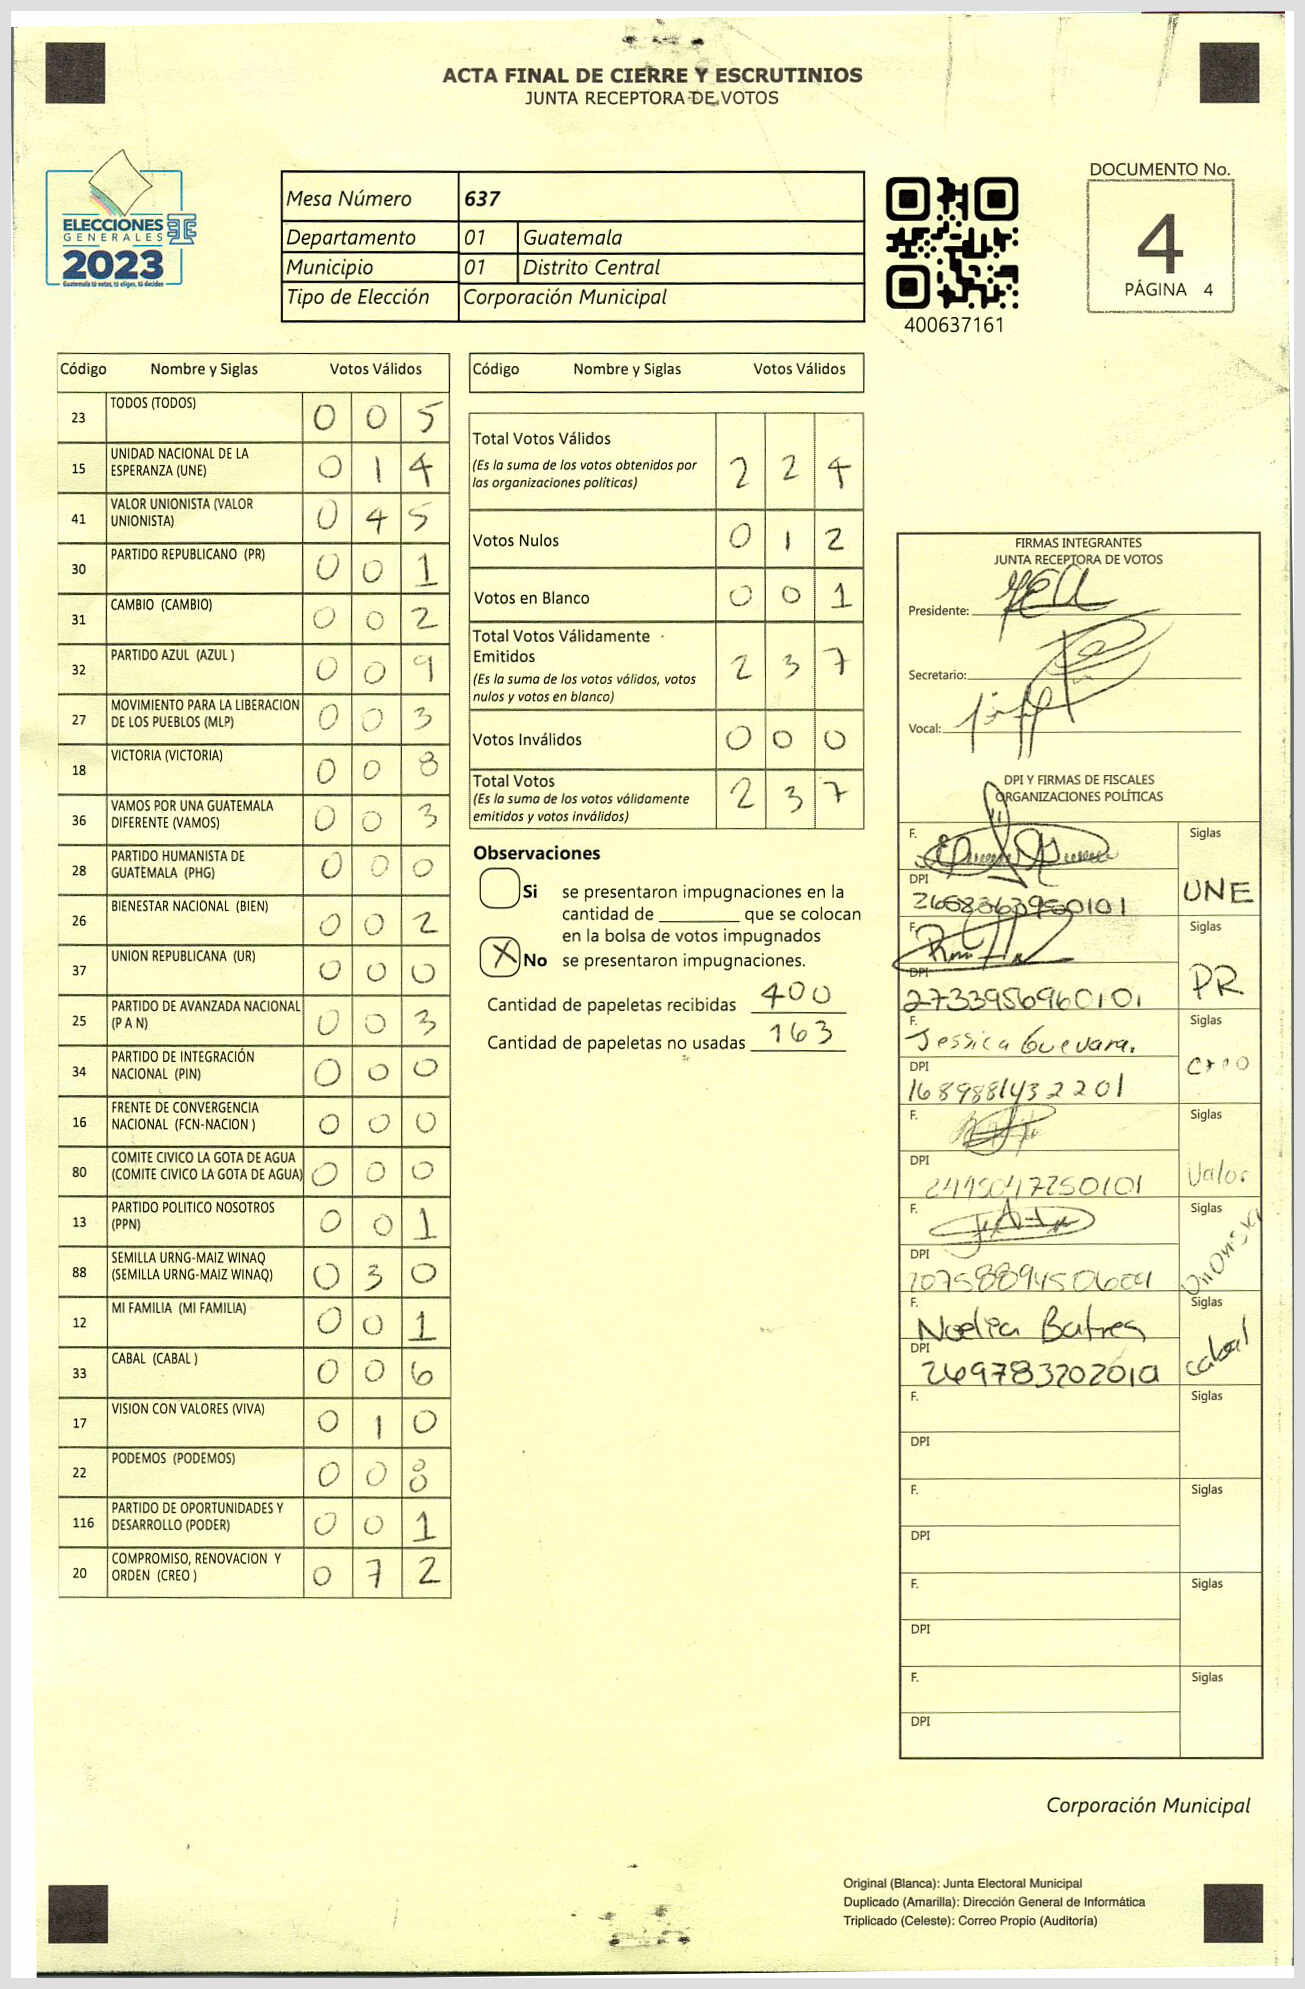 ACTA FINAL DE CIERRE Y ESCRUTINIOS
JUNTA RECEPTORA DE VOTOS
ELECCIONES
GENERALES
2023
Guatemala tú votas, tú eliges, tú decides
Mesa Número 637
Departamento 01 Guatemala
Municipio 01 Distrito Central
Tipo de Elección Corporación Municipal
400637161
DOCUMENTO No.
4
PÁGINA 4
Código Nombre y Siglas Votos Válidos
23 TODOS (TODOS) 0 0 5
15 UNIDAD NACIONAL DE LA ESPERANZA (UNE) 0 1 4
41 VALOR UNIONISTA (VALOR UNIONISTA) 0 4 5
30 PARTIDO REPUBLICANO (PR) 0 0 1
31 CAMBIO (CAMBIO) 0 0 2
32 PARTIDO AZUL (AZUL ) 0 0 9
27 MOVIMIENTO PARA LA LIBERACION DE LOS PUEBLOS (MLP) 0 0 3
18 VICTORIA (VICTORIA) 0 0 8
36 VAMOS POR UNA GUATEMALA DIFERENTE (VAMOS) 0 0 3
28 PARTIDO HUMANISTA DE GUATEMALA (PHG) 0 0 0
26 BIENESTAR NACIONAL (BIEN) 0 0 2
37 UNION REPUBLICANA (UR) 0 0 0
25 PARTIDO DE AVANZADA NACIONAL (P A N) 0 0 3
34 PARTIDO DE INTEGRACIÓN NACIONAL (PIN) 0 0 0
16 FRENTE DE CONVERGENCIA NACIONAL (FCN-NACION ) 0 0 0
80 COMITE CIVICO LA GOTA DE AGUA (COMITE CIVICO LA GOTA DE AGUA) 0 0 0
13 PARTIDO POLITICO NOSOTROS (PPN) 0 0 1
88 SEMILLA URNG-MAIZ WINAQ (SEMILLA URNG-MAIZ WINAQ) 0 3 0
12 MI FAMILIA (MI FAMILIA) 0 0 1
33 CABAL (CABAL ) 0 0 6
17 VISION CON VALORES (VIVA) 0 1 0
22 PODEMOS (PODEMOS) 0 0 8
116 PARTIDO DE OPORTUNIDADES Y DESARROLLO (PODER) 0 0 1
20 COMPROMISO, RENOVACION Y ORDEN (CREO ) 0 7 2
Código Nombre y Siglas Votos Válidos
Total Votos Válidos 2 2 4
(Es la suma de los votos obtenidos por
las organizaciones políticas)
Votos Nulos 0 1 2
Votos en Blanco 0 0 1
Total Votos Válidamente
Emitidos 2 3 7
(Es la suma de los votos válidos, votos
nulos y votos en blanco)
Votos Inválidos 0 0 0
Total Votos 2 3 7
(Es la suma de los votos válidamente
emitidos y votos inválidos)
Observaciones
Si se presentaron impugnaciones en la
cantidad de ________ que se colocan
en la bolsa de votos impugnados
X No se presentaron impugnaciones.
Cantidad de papeletas recibidas 400
Cantidad de papeletas no usadas 163
FIRMAS INTEGRANTES
JUNTA RECEPTORA DE VOTOS
Presidente:
Secretario:
Vocal:
DPI Y FIRMAS DE FISCALES
ORGANIZACIONES POLÍTICAS
F. Siglas
DPI UNE
F. Siglas
DPI 2733956960101 PR
F. Jessica Guevara. Siglas
DPI 1689881432201 creo
F. Siglas
DPI Valor
F. Siglas
DPI Unionista
F. Noelia Batres Siglas
DPI cabal
F. Siglas
DPI
F. Siglas
DPI
F. Siglas
DPI
F. Siglas
DPI
Corporación Municipal
Original (Blanca): Junta Electoral Municipal
Duplicado (Amarilla): Dirección General de Informática
Triplicado (Celeste): Correo Propio (Auditoría)